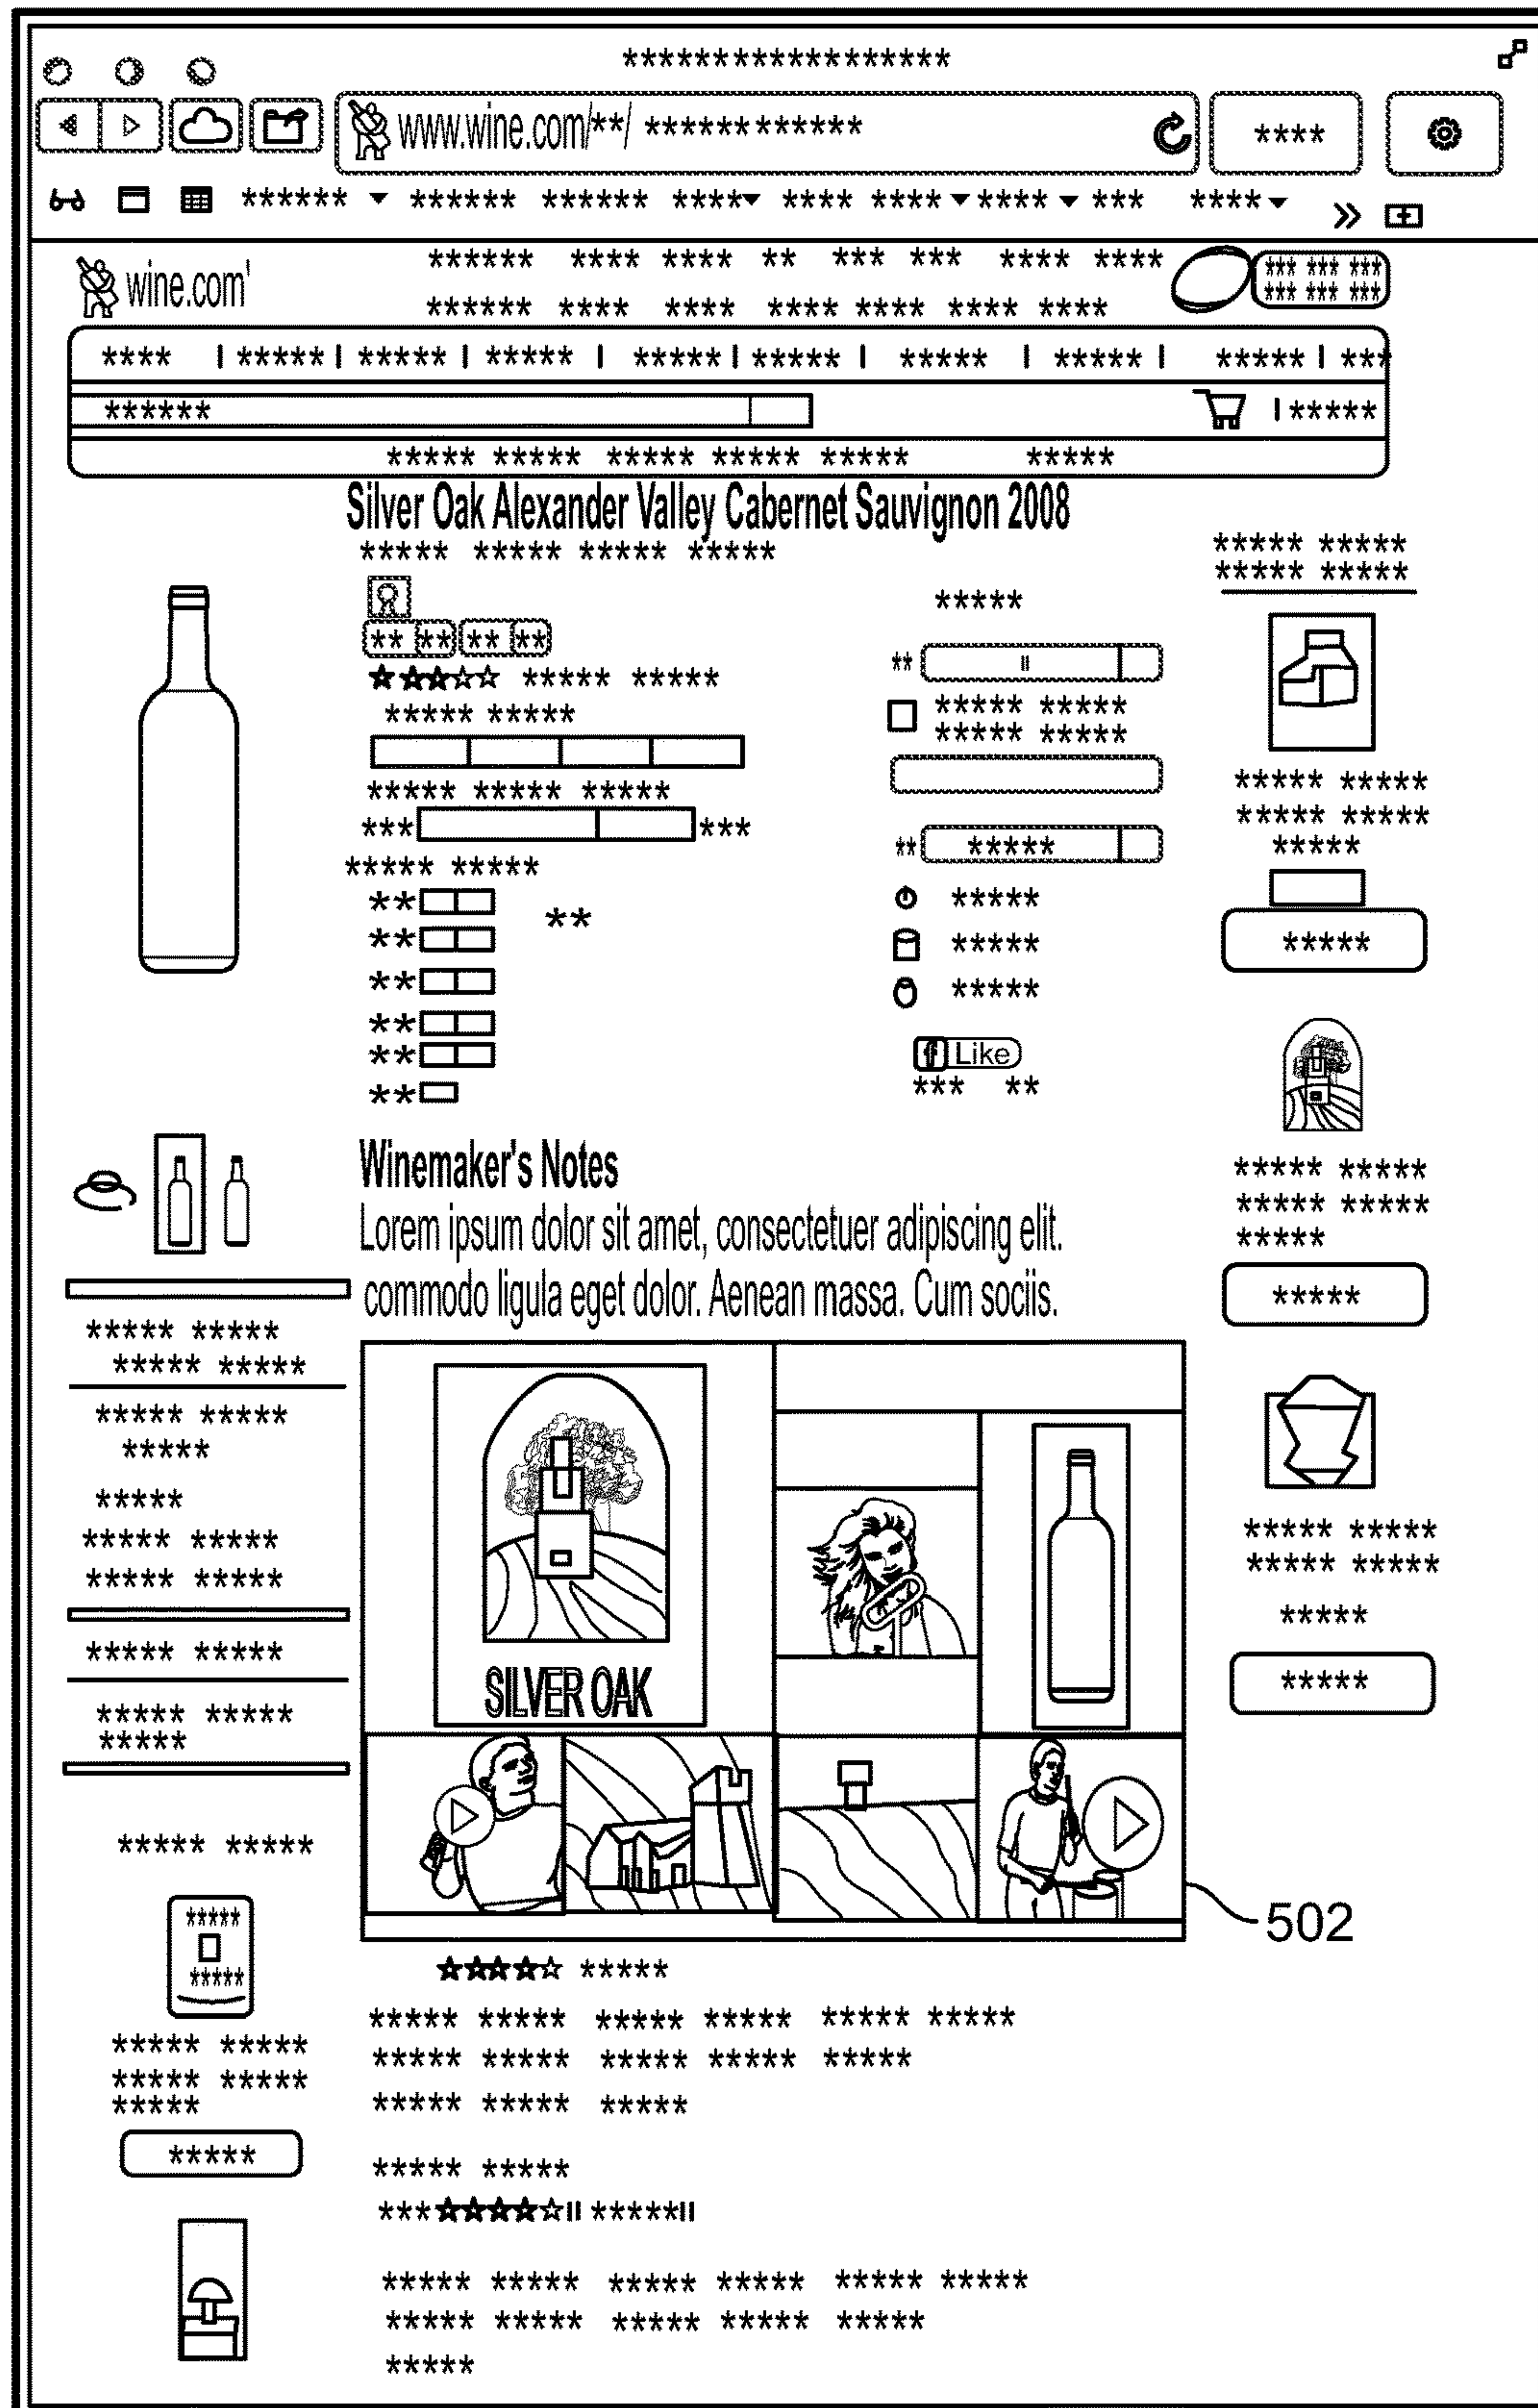 ******************
www.wine.com/**/ ************
****
****** ****** ****** **** **** **** **** *** ****
wine.com'
****** **** **** ** *** *** **** ****
*** *** ***
****** **** **** **** **** **** ****
*** *** ***
**** | ***** | ***** | ***** | ***** | ***** | ***** | ***** | ***** | ***
******
| *****
***** ***** ***** ***** ***** *****
Silver Oak Alexander Valley Cabernet Sauvignon 2008
***** ***** ***** *****
Like
Winemaker's Notes
Lorem ipsum dolor sit amet, consectetuer adipiscing elit.
commodo ligula eget dolor. Aenean massa. Cum sociis.
SILVER OAK
502